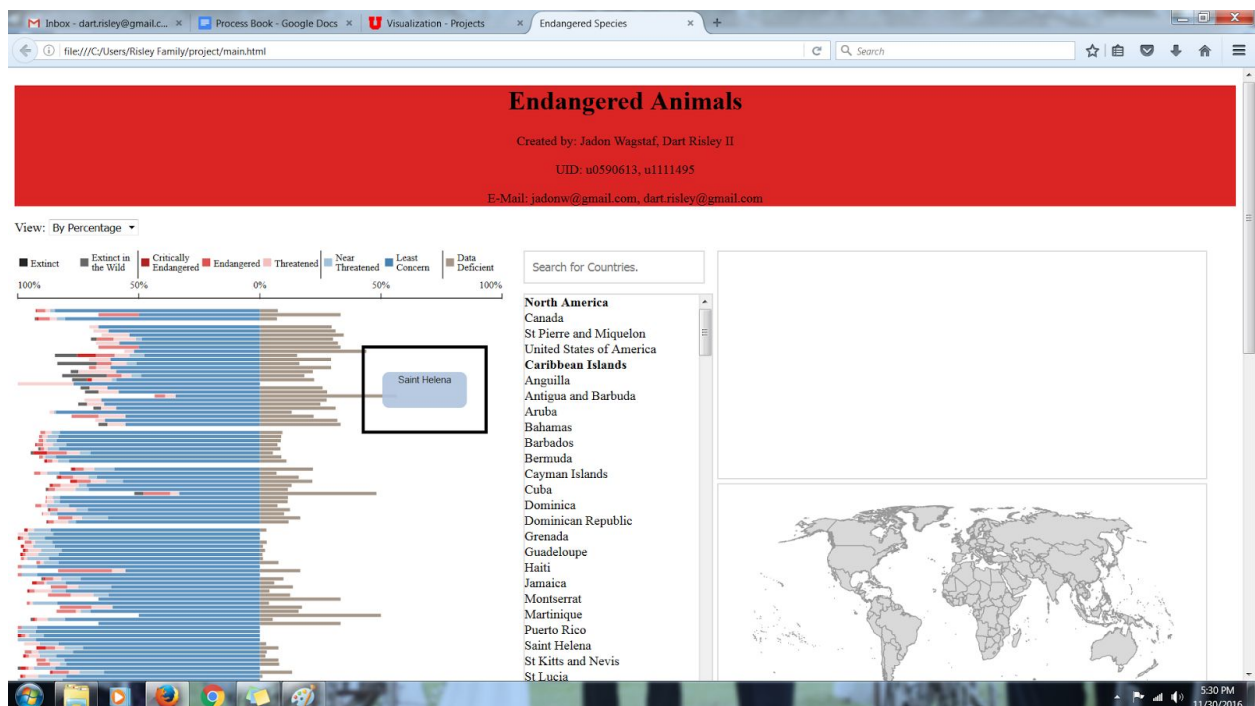 Inbox - dart.risley@gmail.c... × Process Book - Google Docs × Visualization - Projects × Endangered Species × +
file:///C:/Users/Risley Family/project/main.html Search
Endangered Animals
Created by: Jadon Wagstaf, Dart Risley II
UID: u0590613, u1111495
E-Mail: jadonw@gmail.com, dart.risley@gmail.com
View: By Percentage
Extinct
Extinct in
the Wild
Critically
Endangered
Endangered
Threatened
Near
Threatened
Least
Concern
Data
Deficient
100% 50% 0% 50% 100%
Saint Helena
Search for Countries.
North America
Canada
St Pierre and Miquelon
United States of America
Caribbean Islands
Anguilla
Antigua and Barbuda
Aruba
Bahamas
Barbados
Bermuda
Cayman Islands
Cuba
Dominica
Dominican Republic
Grenada
Guadeloupe
Haiti
Jamaica
Montserrat
Martinique
Puerto Rico
Saint Helena
St Kitts and Nevis
St Lucia
5:30 PM
11/30/2016